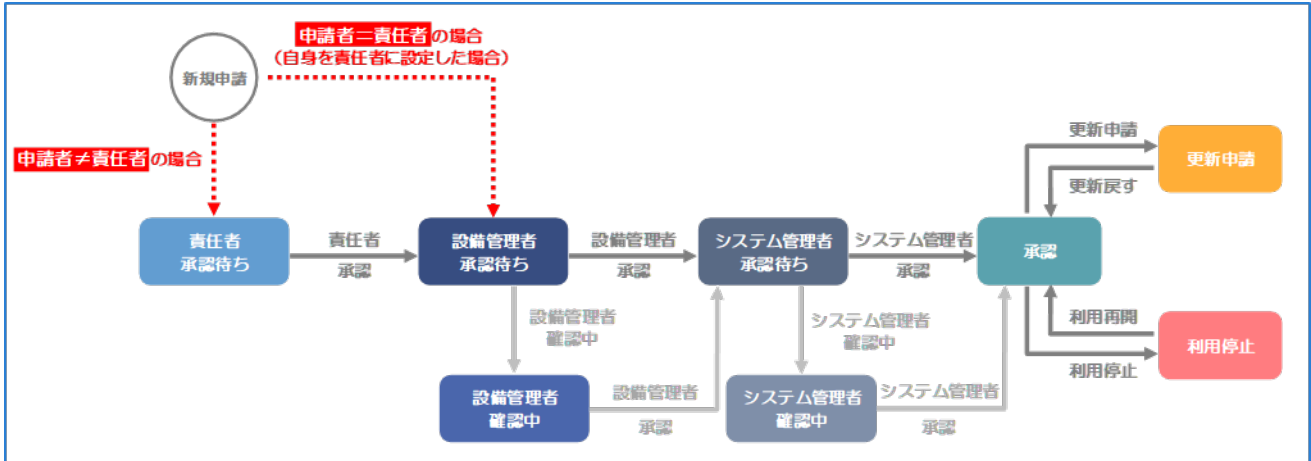 申請者＝責任者の場合
（自身を責任者に設定した場合）
新規申請
申請者≠責任者の場合
更新申請
更新申請
更新戻す
責任者
承認待ち
責任者
承認
設備管理者
承認待ち
設備管理者
承認
システム管理者
承認待ち
システム管理者
承認
承認
設備管理者
確認中
システム管理者
確認中
利用再開
利用停止
利用停止
設備管理者
確認中
設備管理者
承認
システム管理者
確認中
システム管理者
承認